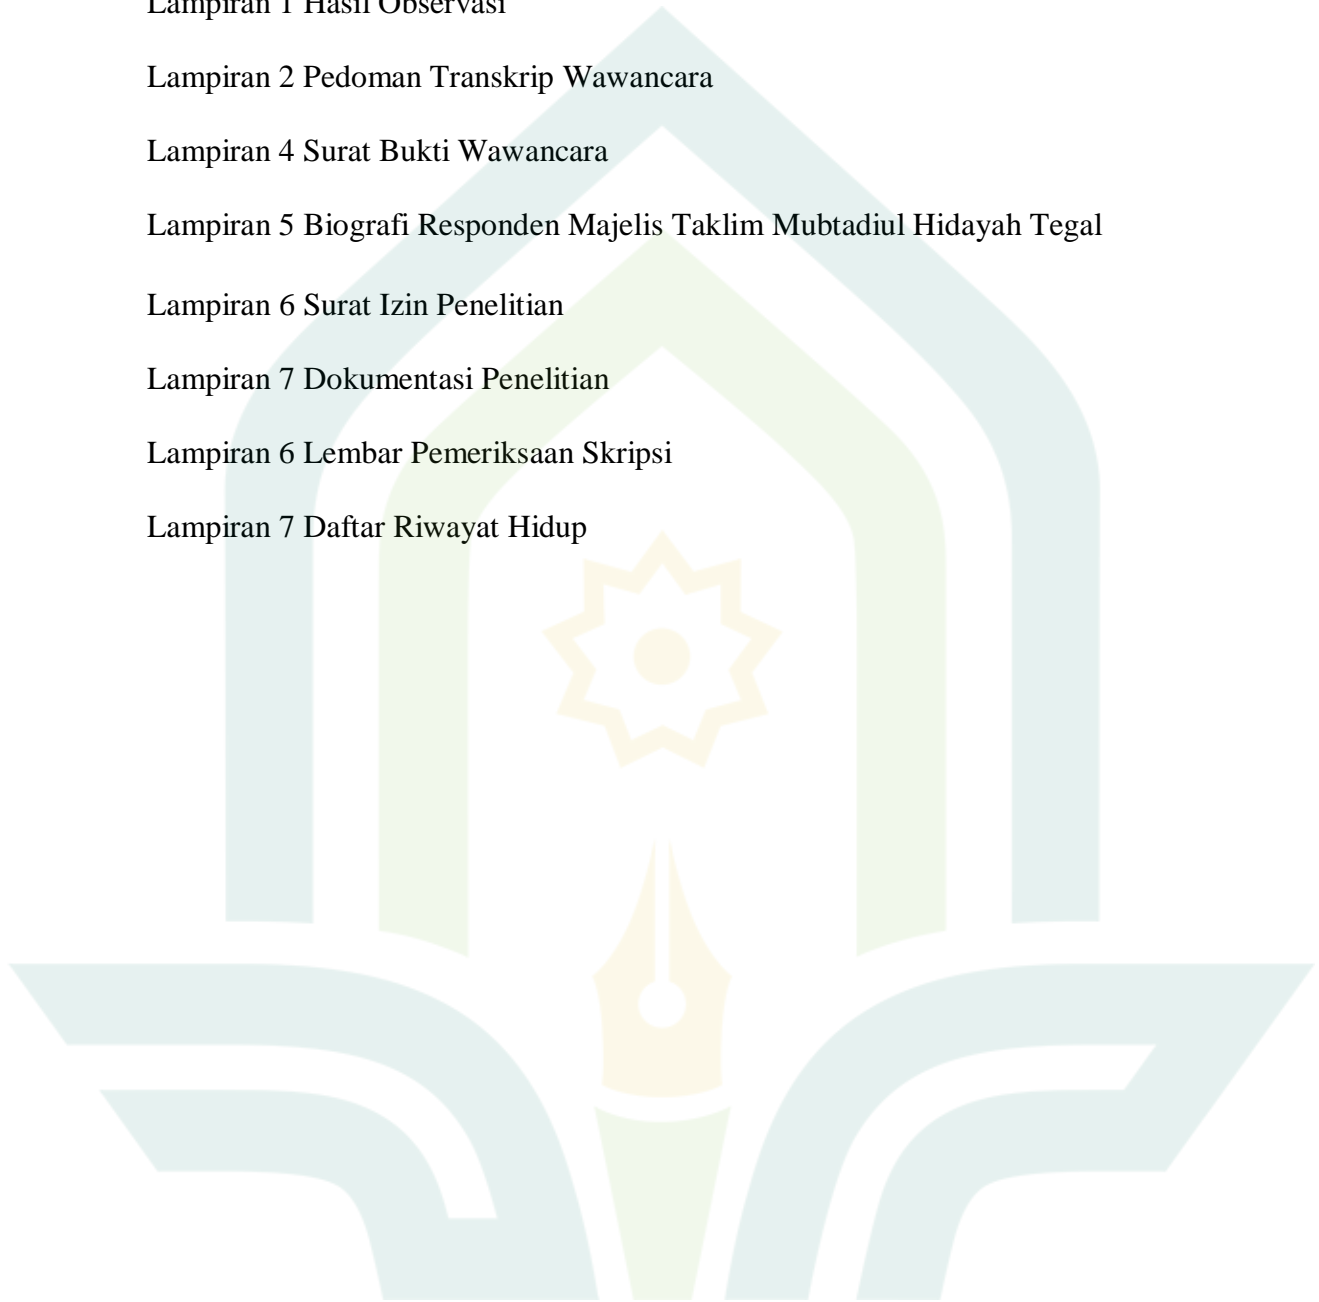 Lampiran 1 Hasil Observasi
Lampiran 2 Pedoman Transkrip Wawancara
Lampiran 4 Surat Bukti Wawancara
Lampiran 5 Biografi Responden Majelis Taklim Mubtadiul Hidayah Tegal
Lampiran 6 Surat Izin Penelitian
Lampiran 7 Dokumentasi Penelitian
Lampiran 6 Lembar Pemeriksaan Skripsi
Lampiran 7 Daftar Riwayat Hidup